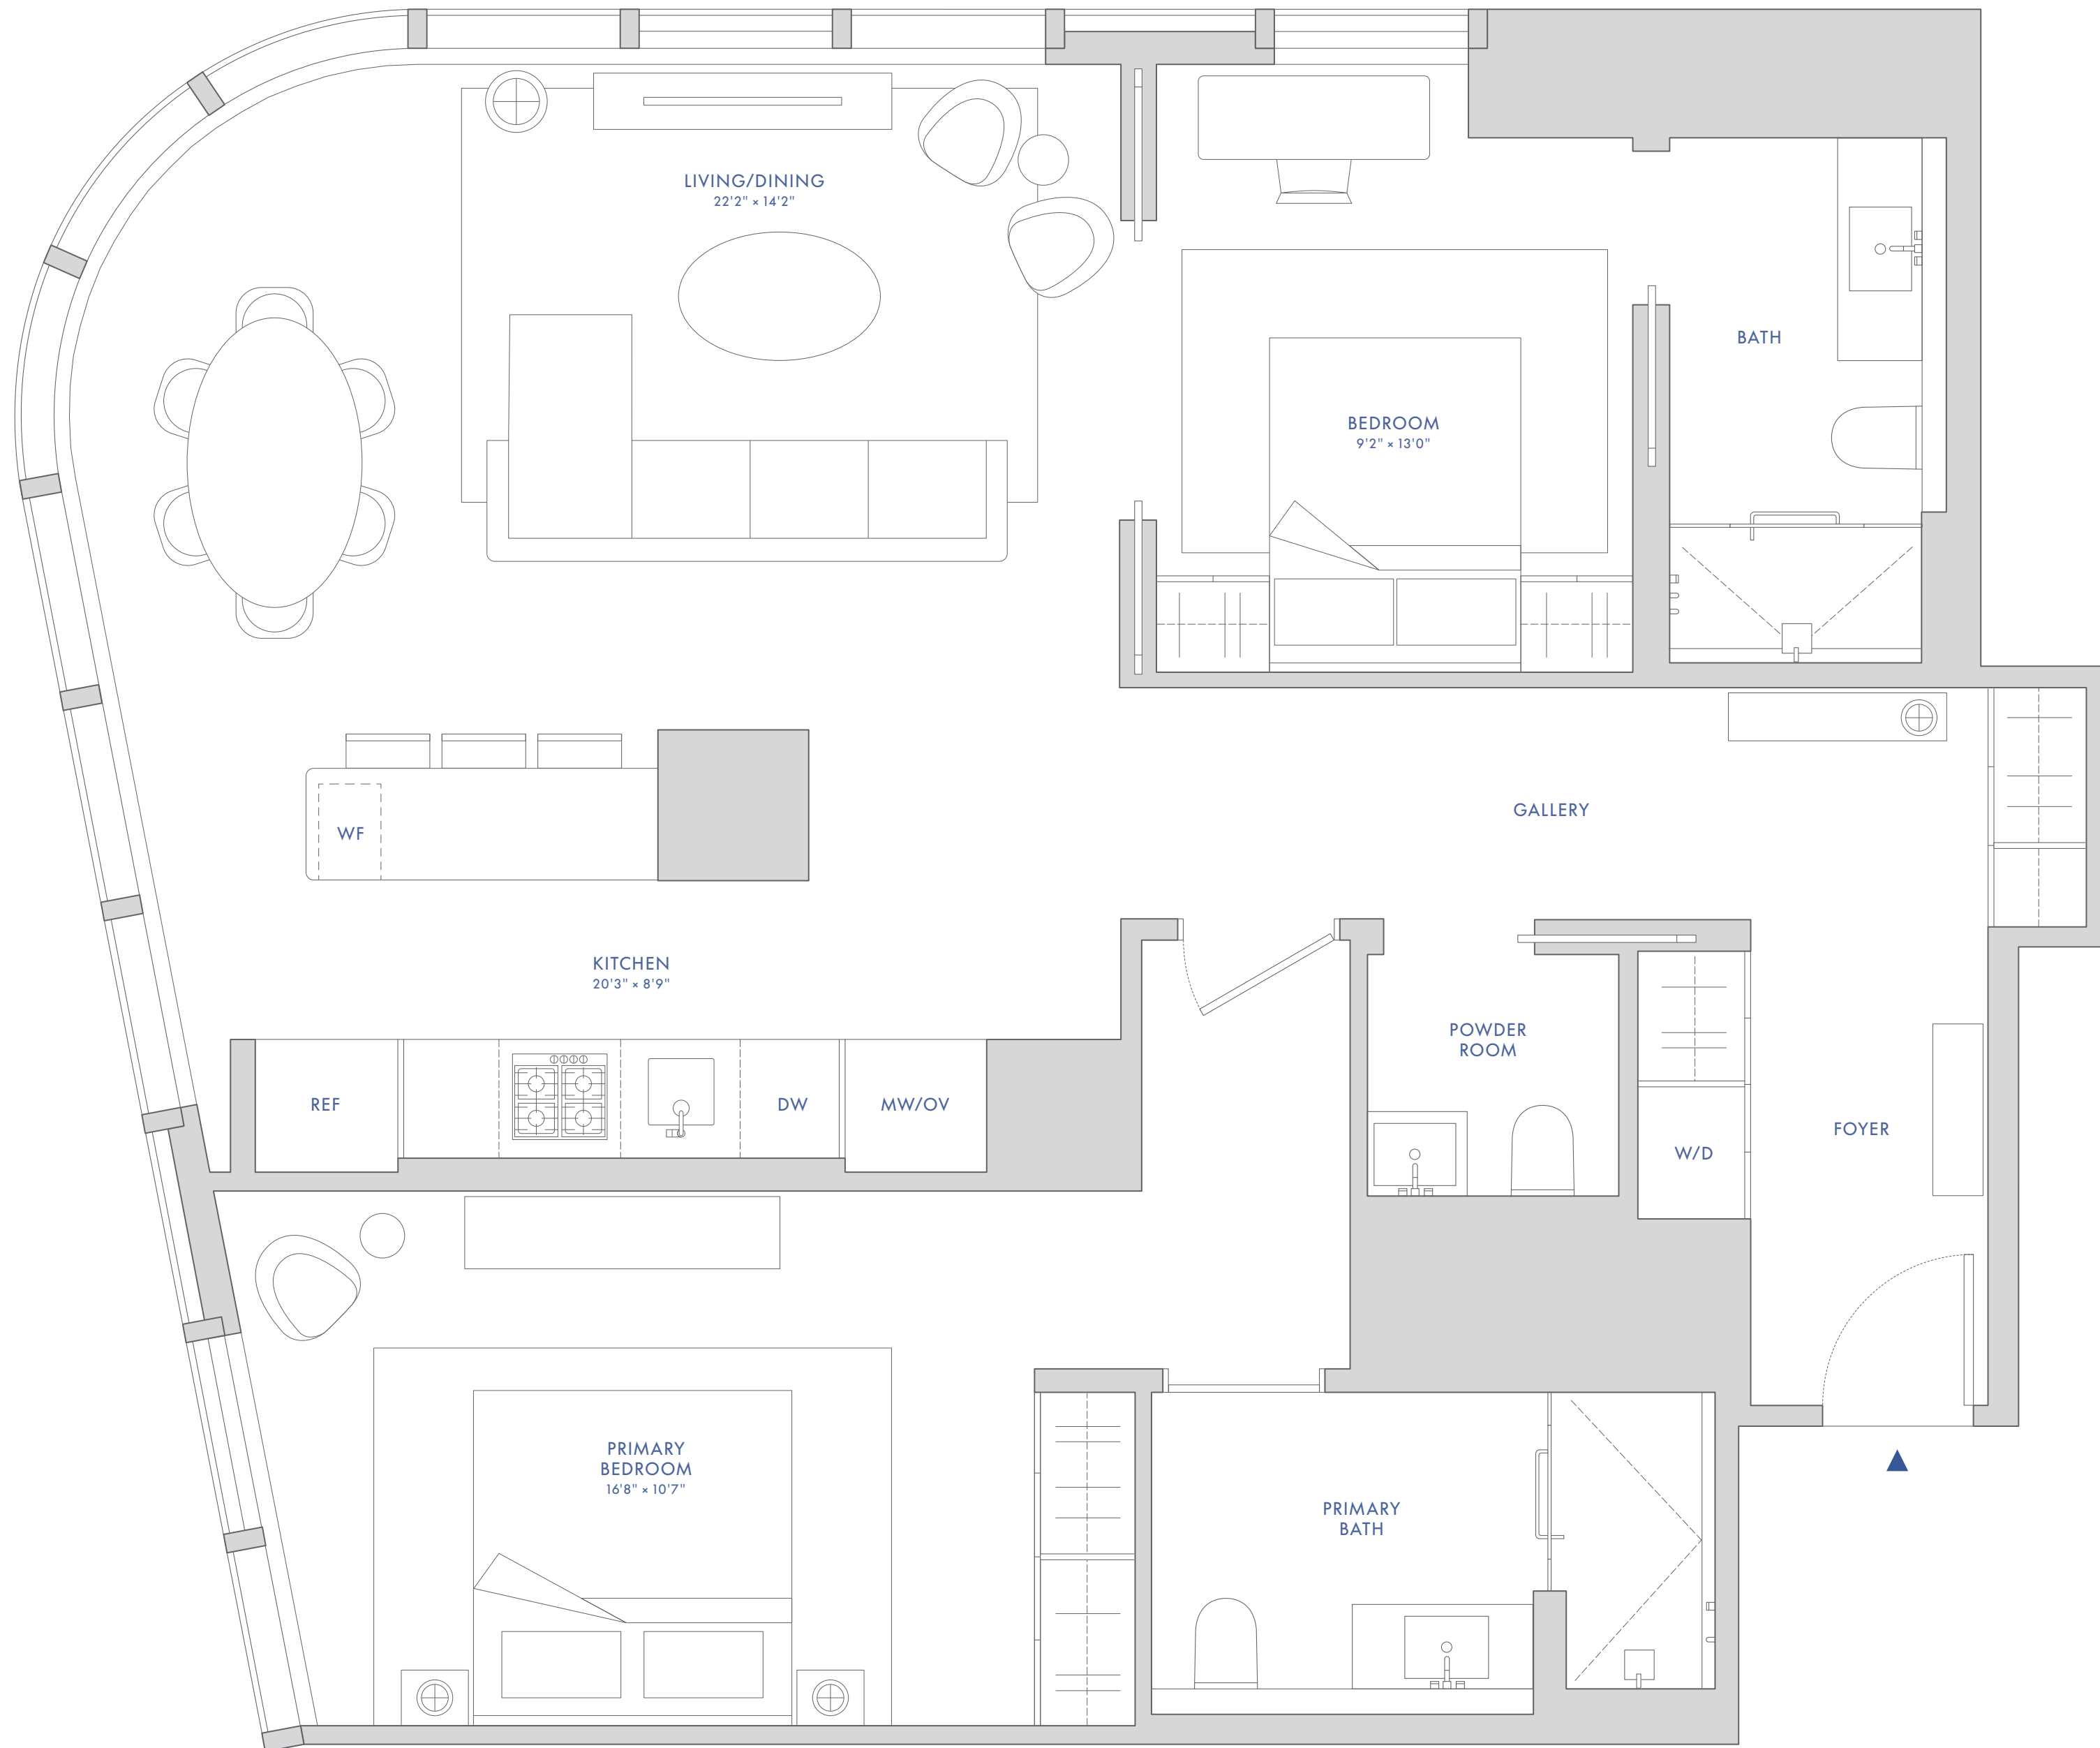 LIVING/DINING
22'2" × 14'2"
BATH
BEDROOM
9'2" × 13'0"
GALLERY
WF
KITCHEN
20'3" × 8'9"
POWDER
ROOM
REF
DW
MW/OV
FOYER
W/D
PRIMARY
BEDROOM
16'8" × 10'7"
PRIMARY
BATH